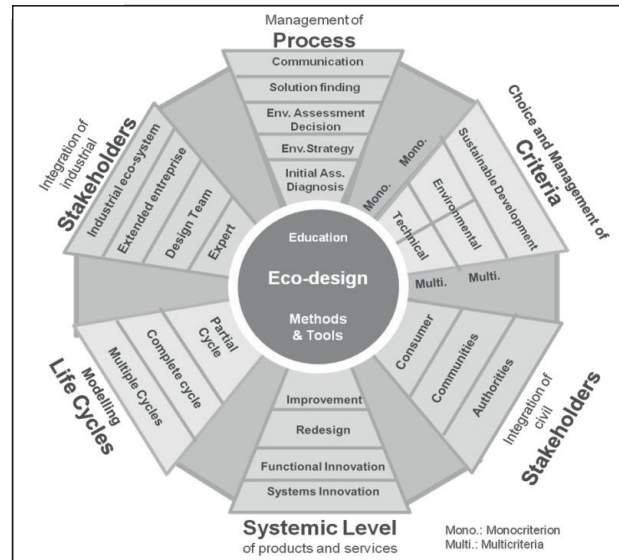 Management of
Process
Communication
Solution finding
Env. Assessment
Decision
Env.Strategy
Initial Ass.
Diagnosis
Choice and Management of
Criteria
Mono.
Mono.
Technical
Environmental
Sustainable Development
Multi.
Multi.
Integration of
industrial
Stakeholders
Industrial eco-system
Extended entreprise
Design Team
Expert
Education
Eco-design
Methods
& Tools
Modelling
Life Cycles
Partial
Cycle
Complete cycle
Multiple Cycles
Consumer
Communities
Authorities
Integration of
civil
Stakeholders
Improvement
Redesign
Functional Innovation
Systems Innovation
Systemic Level
of products and services
Mono.: Monocriterion
Multi.: Multicriteria